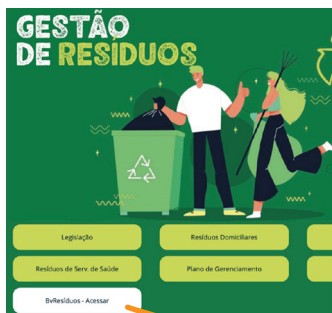 GESTÃO
DE RESÍDUOS
Legislação
Resíduos Domiciliares
Resíduos de Serv. de Saúde
Plano de Gerenciamento
BvResíduos - Acessar